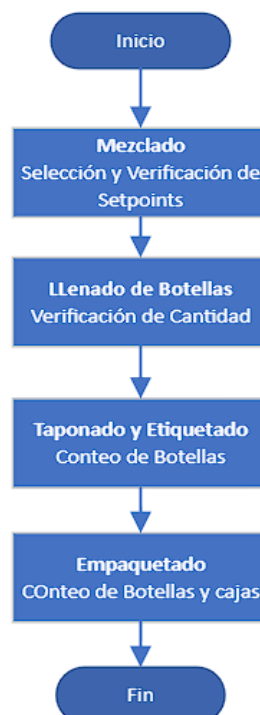 Inicio
Mezclado
Selección y Verificación de
Setpoints
LLenado de Botellas
Verificación de Cantidad
Taponado y Etiquetado
Conteo de Botellas
Empaquetado
COnteo de Botellas y cajas
Fin